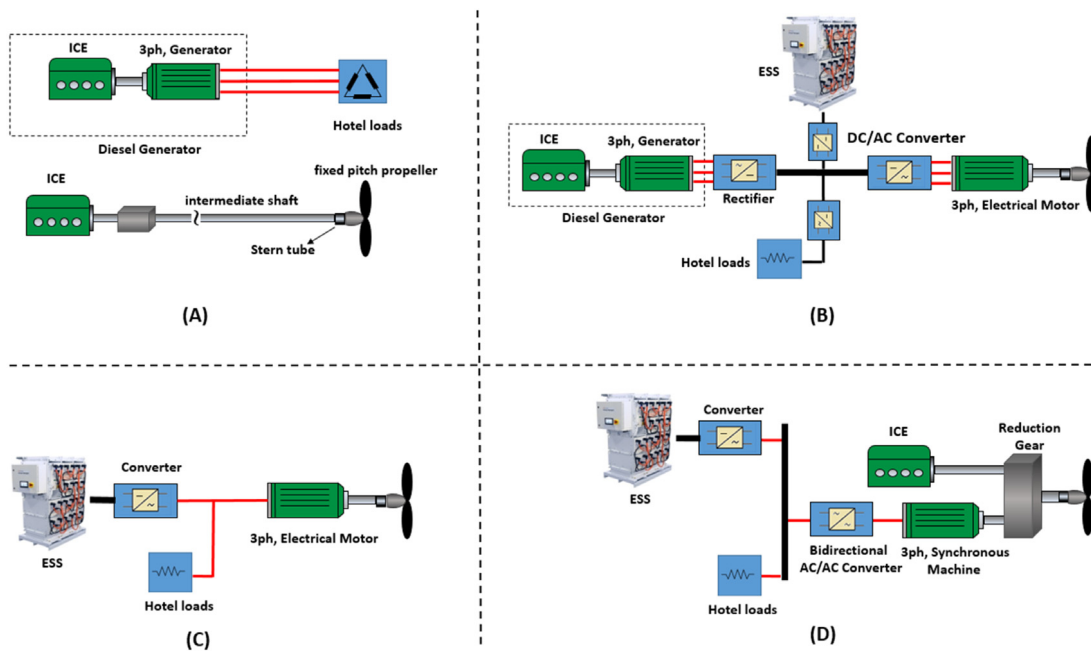 ICE
3ph, Generator
Hotel loads
Diesel Generator
ICE
intermediate shaft
fixed pitch propeller
Stern tube
(A)
ESS
DC/AC Converter
ICE
3ph, Generator
Rectifier
Diesel Generator
3ph, Electrical Motor
Hotel loads
(B)
Converter
ESS
3ph, Electrical Motor
Hotel loads
(C)
Converter
ESS
ICE
Reduction
Gear
Bidirectional
AC/AC Converter
3ph, Synchronous
Machine
Hotel loads
(D)